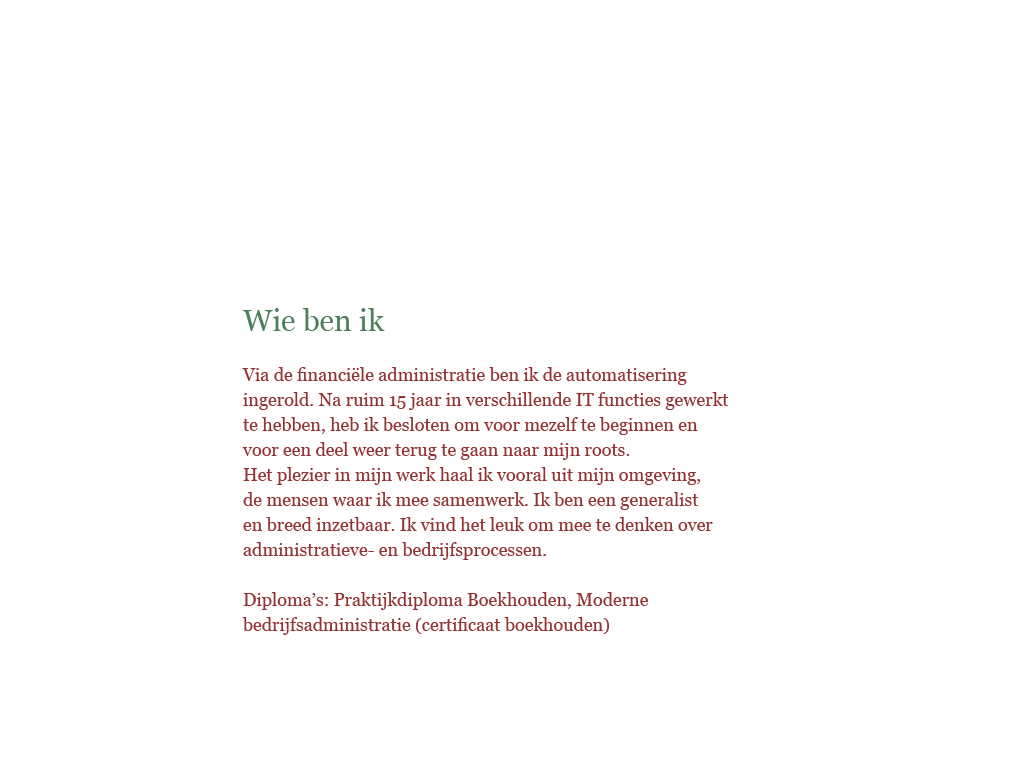 Wie ben ik
Via de financiële administratie ben ik de automatisering
ingerold. Na ruim 15 jaar in verschillende IT functies gewerkt
te hebben, heb ik besloten om voor mezelf te beginnen en
voor een deel weer terug te gaan naar mijn roots.
Het plezier in mijn werk haal ik vooral uit mijn omgeving,
de mensen waar ik mee samenwerk. Ik ben een generalist
en breed inzetbaar. Ik vind het leuk om mee te denken over
administratieve- en bedrijfsprocessen.
Diploma’s: Praktijkdiploma Boekhouden, Moderne
bedrijfsadministratie (certificaat boekhouden)